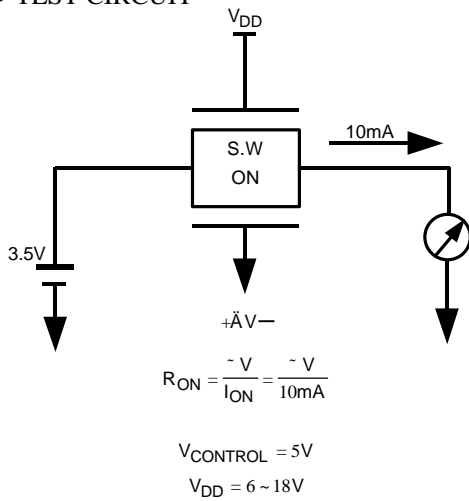 TEST CIRCUIT
VDD
10mA
S.W
ON
3.5V
+ÄV—
RON = ~ V / ION = ~ V / 10mA
VCONTROL = 5V
VDD = 6 ~ 18V